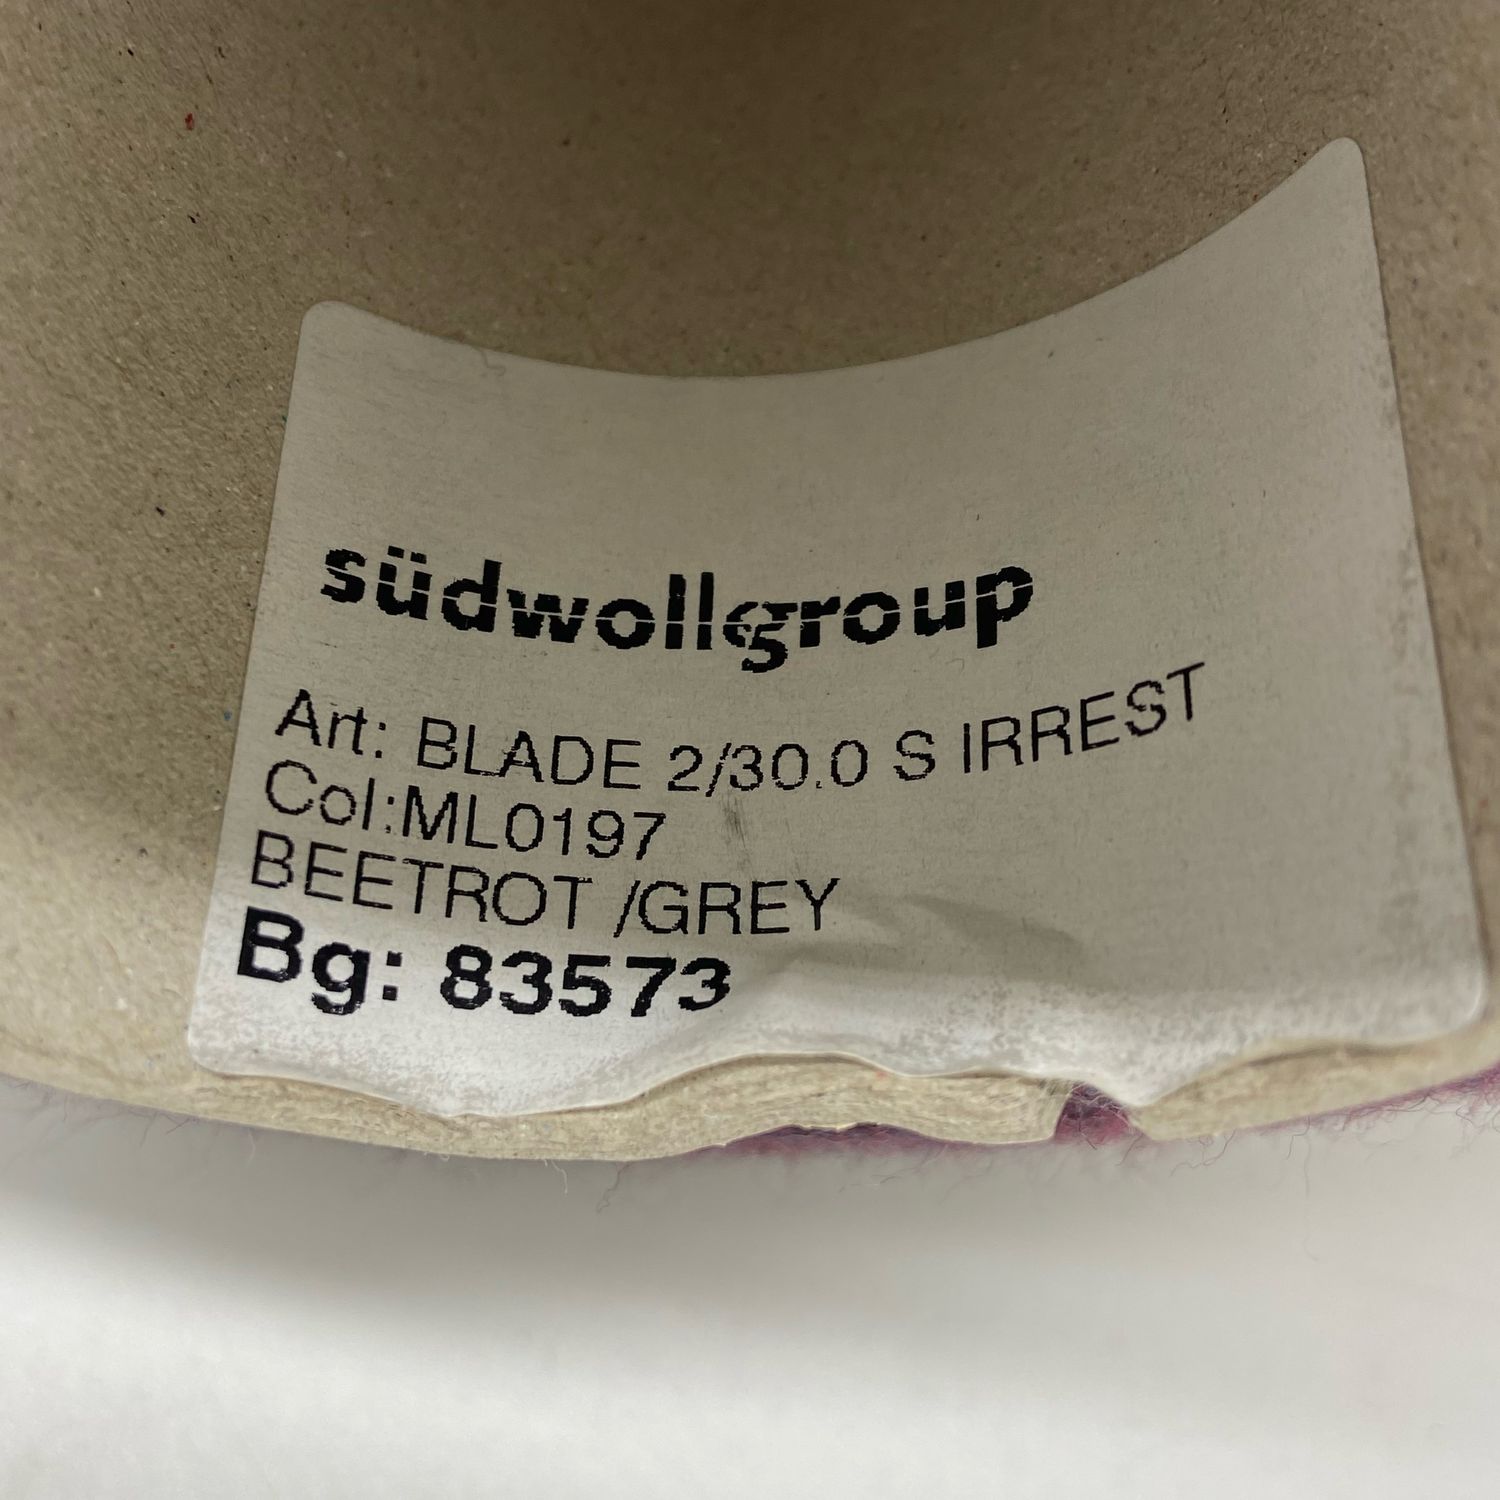 südwollgroup
Art: BLADE 2/30.0 S IRREST
Col:ML0197
BEETROT /GREY
Bg: 83573